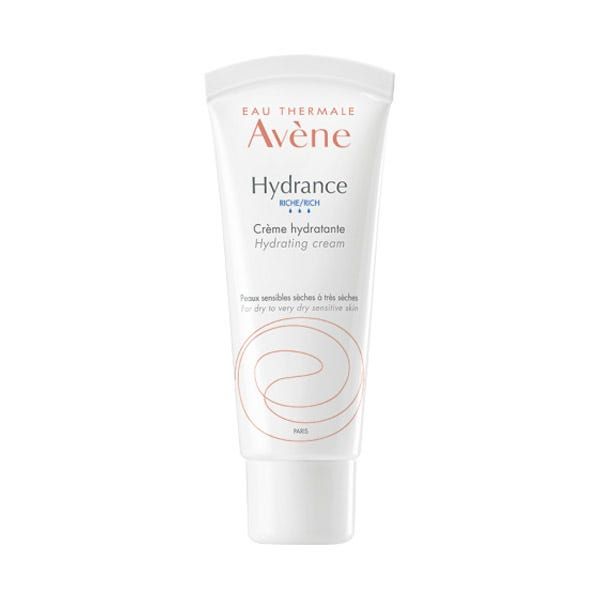 EAU THERMALE
Avène
Hydrance
RICHE/RICH
Crème hydratante
Hydrating cream
Peaux sensibles sèches à très sèches
For dry to very dry sensitive skin
PARIS